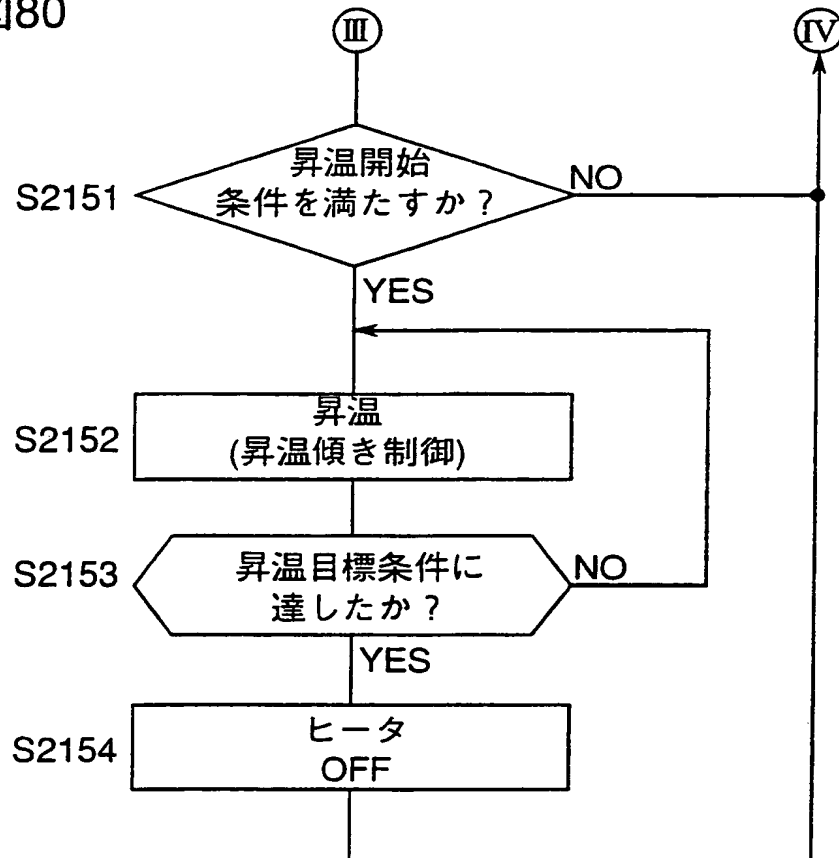 図80
Ⅲ
Ⅳ
S2151
昇温開始
条件を満たすか？
NO
YES
S2152
昇温
(昇温傾き制御)
S2153
昇温目標条件に
達したか？
NO
YES
S2154
ヒータ
OFF